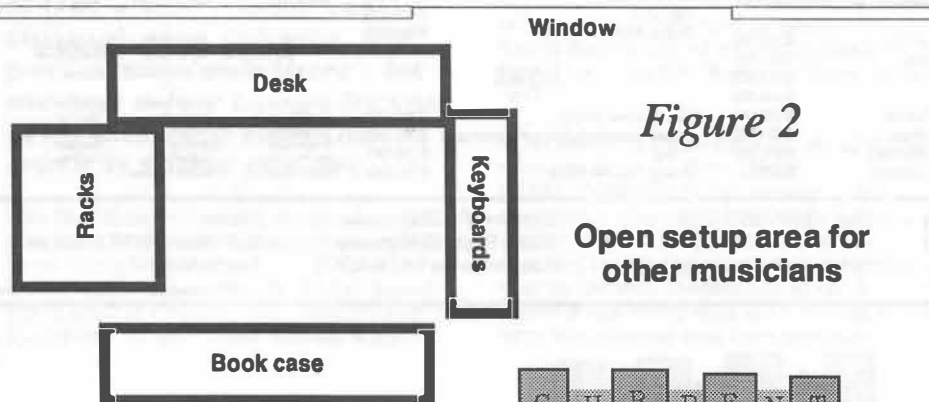 Window
Desk
Figure 2
Racks
Keyboards
Open setup area for
other musicians
Book case